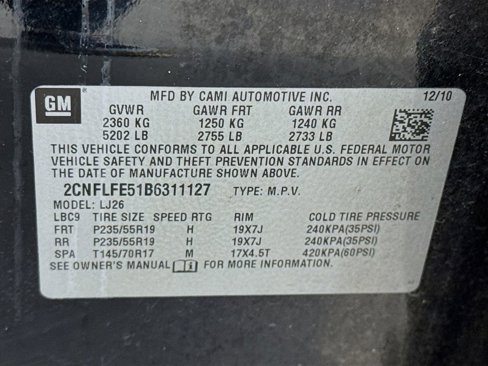 GM
MFD BY CAMI AUTOMOTIVE INC. 12/10
GVWR GAWR FRT GAWR RR
2360 KG 1250 KG 1240 KG
5202 LB 2755 LB 2733 LB
THIS VEHICLE CONFORMS TO ALL APPLICABLE U.S. FEDERAL MOTOR
VEHICLE SAFETY AND THEFT PREVENTION STANDARDS IN EFFECT ON
THE DATE OF MANUFACTURE SHOWN ABOVE.
2CNFLFE51B6311127 TYPE: M.P.V.
MODEL: LJ26
LBC9 TIRE SIZE SPEED RTG RIM COLD TIRE PRESSURE
FRT P235/55R19 H 19X7J 240KPA(35PSI)
RR P235/55R19 H 19X7J 240KPA(35PSI)
SPA T145/70R17 M 17X4.5T 420KPA(60PSI)
SEE OWNER'S MANUAL FOR MORE INFORMATION.